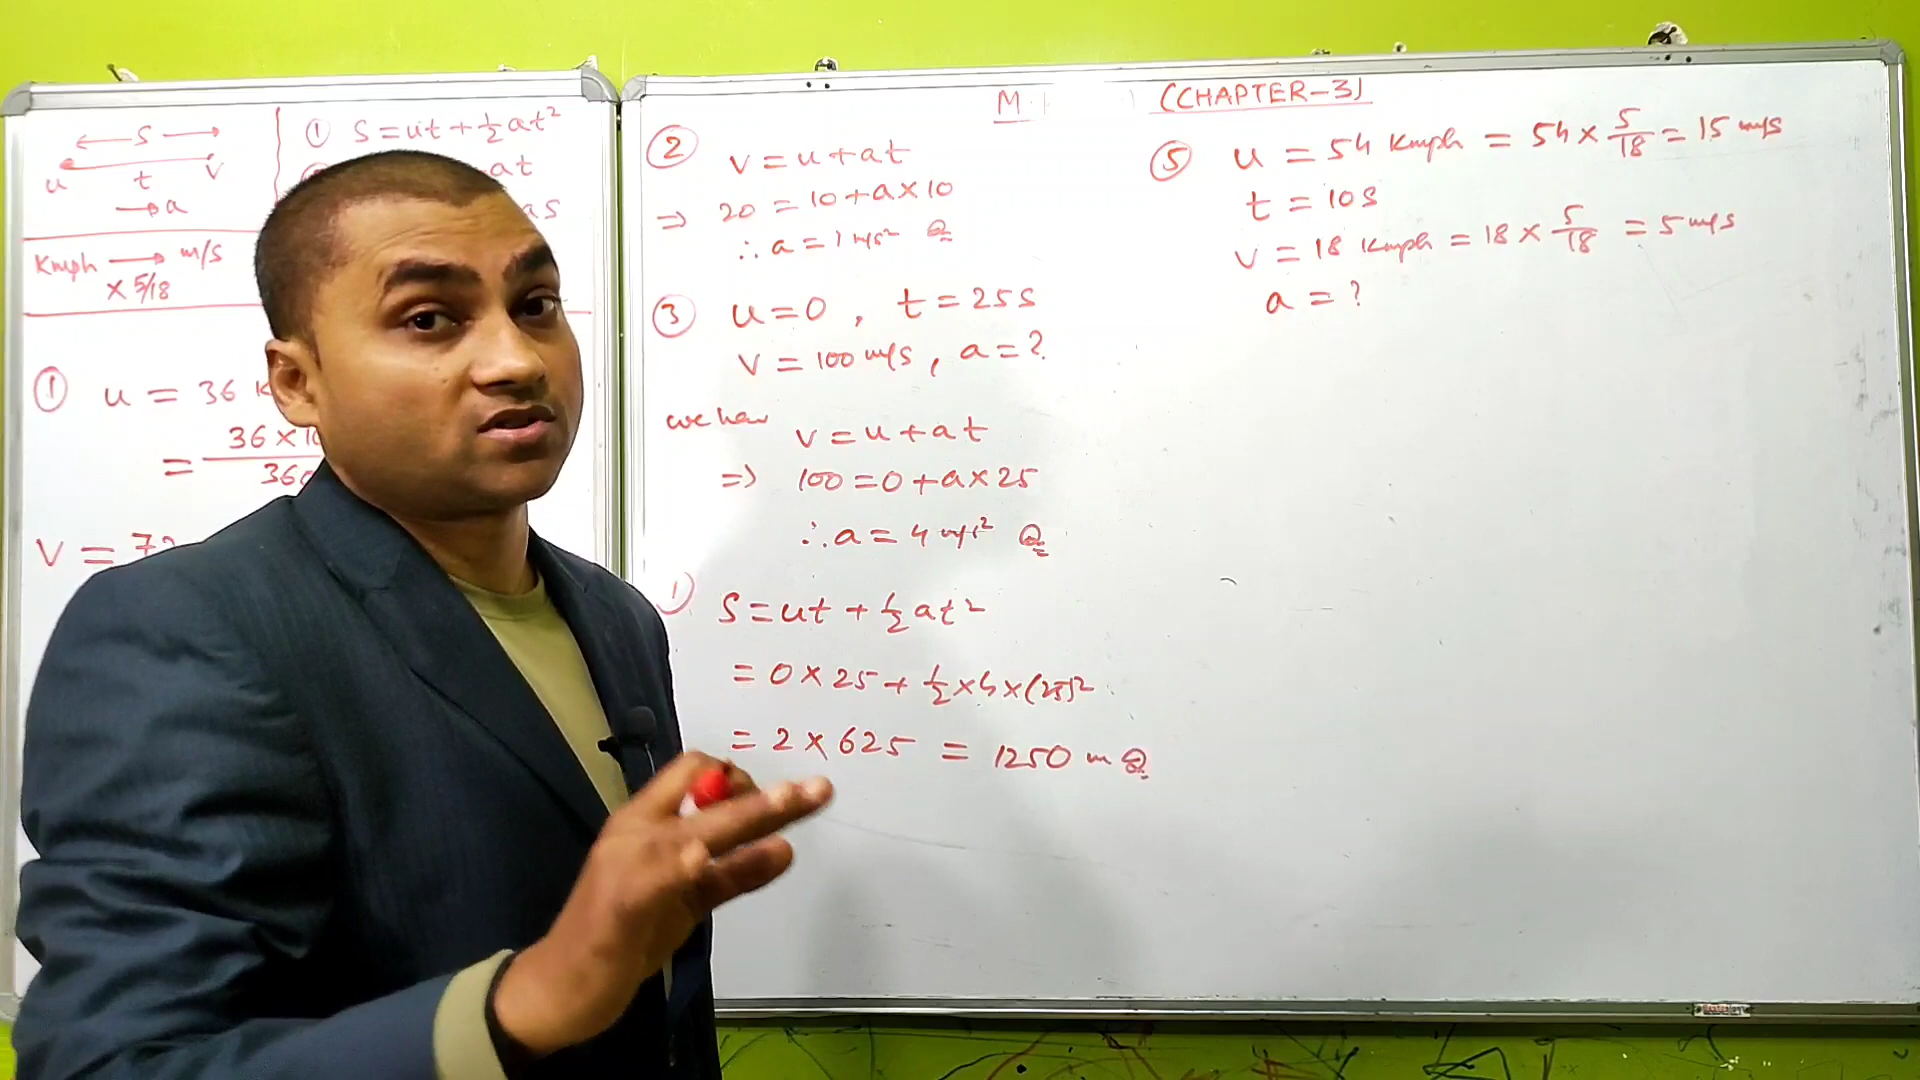 S
u t v
→a
① S=ut+½at²
at
as
Kmph → m/s
× 5/18
① u = 36
= 36×10
V = 72
M
(CHAPTER-3)
② v=u+at
⇒ 20 = 10+a×10
∴ a = 1 m/s²
③ u=0, t=25s
v = 100 m/s, a=?
we have v=u+at
⇒ 100=0+a×25
∴ a = 4 m/s²
S=ut+½at²
= 0×25+½×4×(25)²
= 2×625 = 1250 m
⑤ u = 54 Kmph = 54×5/18 = 15 m/s
t = 10s
v = 18 Kmph = 18×5/18 = 5 m/s
a = ?